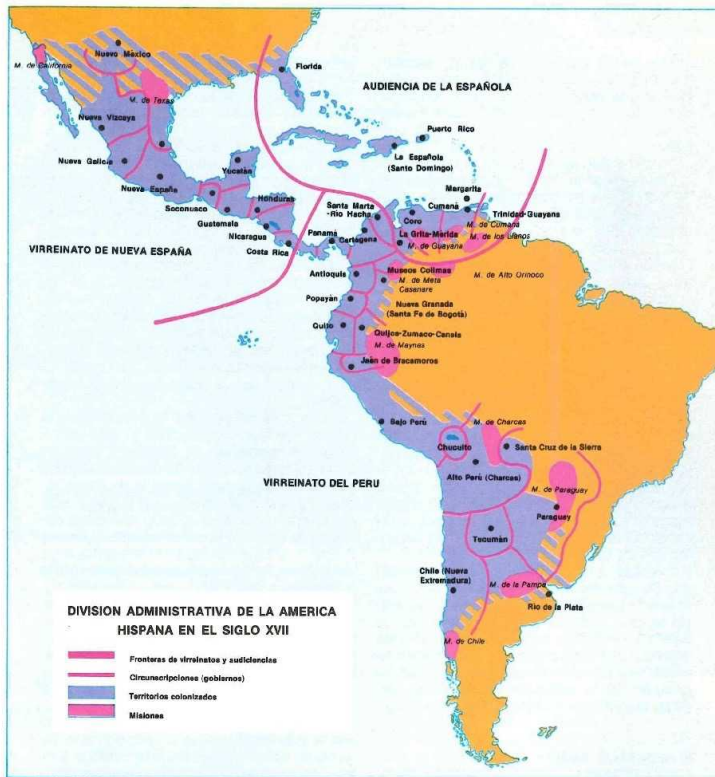 Nuevo México
M. de California
Florida
AUDIENCIA DE LA ESPAÑOLA
M. de Texas
Nueva Vizcaya
Puerto Rico
La Española
(Santo Domingo)
Nueva Galicia
Yucatán
Nueva España
Margarita
Honduras
Santa Marta
-Río Hacha
Cumaná
Trinidad-Guayana
Soconusco
Coro
M. de Cumaná
Guatemala
La Grita-Mérida
M. de los Llanos
Nicaragua
Panamá
Cartagena
M. de Guayana
VIRREINATO DE NUEVA ESPAÑA
Costa Rica
Antioquia
Museos Colimas
M. de Alto Orinoco
M. de Meta
Casanare
Popayán
Nueva Granada
(Santa Fe de Bogotá)
Quito
Quijos-Zumaco-Canela
M. de Maynas
Jaén de Bracamoros
Bajo Perú
M. de Charcas
Chucuito
Santa Cruz de la Sierra
VIRREINATO DEL PERU
Alto Perú (Charcas)
M. de Paraguay
Paraguay
Tucumán
Chile (Nueva
Extremadura)
M. de la Pampa
Río de la Plata
M. de Chile
DIVISION ADMINISTRATIVA DE LA AMERICA
HISPANA EN EL SIGLO XVII
Fronteras de virreinatos y audiencias
Circunscripciones (gobiernos)
Territorios colonizados
Misiones